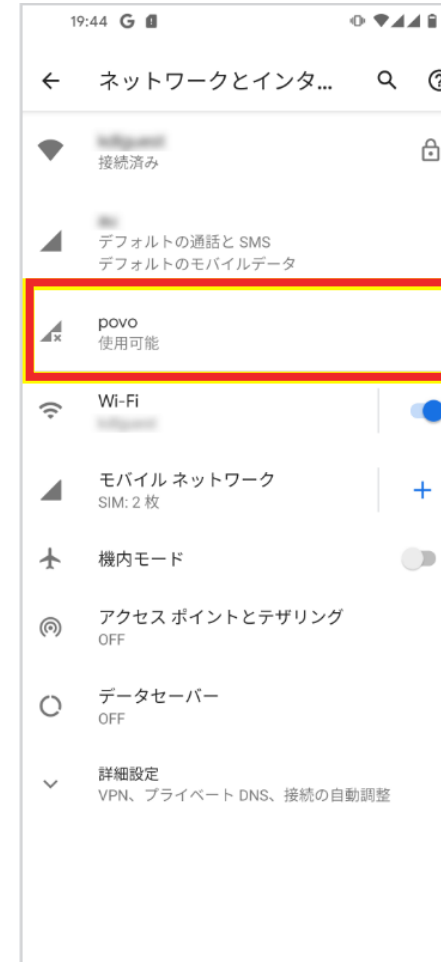 19:44 G
ネットワークとインタ...
接続済み
デフォルトの通話と SMS
デフォルトのモバイルデータ
povo
使用可能
Wi-Fi
モバイル ネットワーク
SIM: 2 枚
機内モード
アクセス ポイントとテザリング
OFF
データセーバー
OFF
詳細設定
VPN、プライベート DNS、接続の自動調整